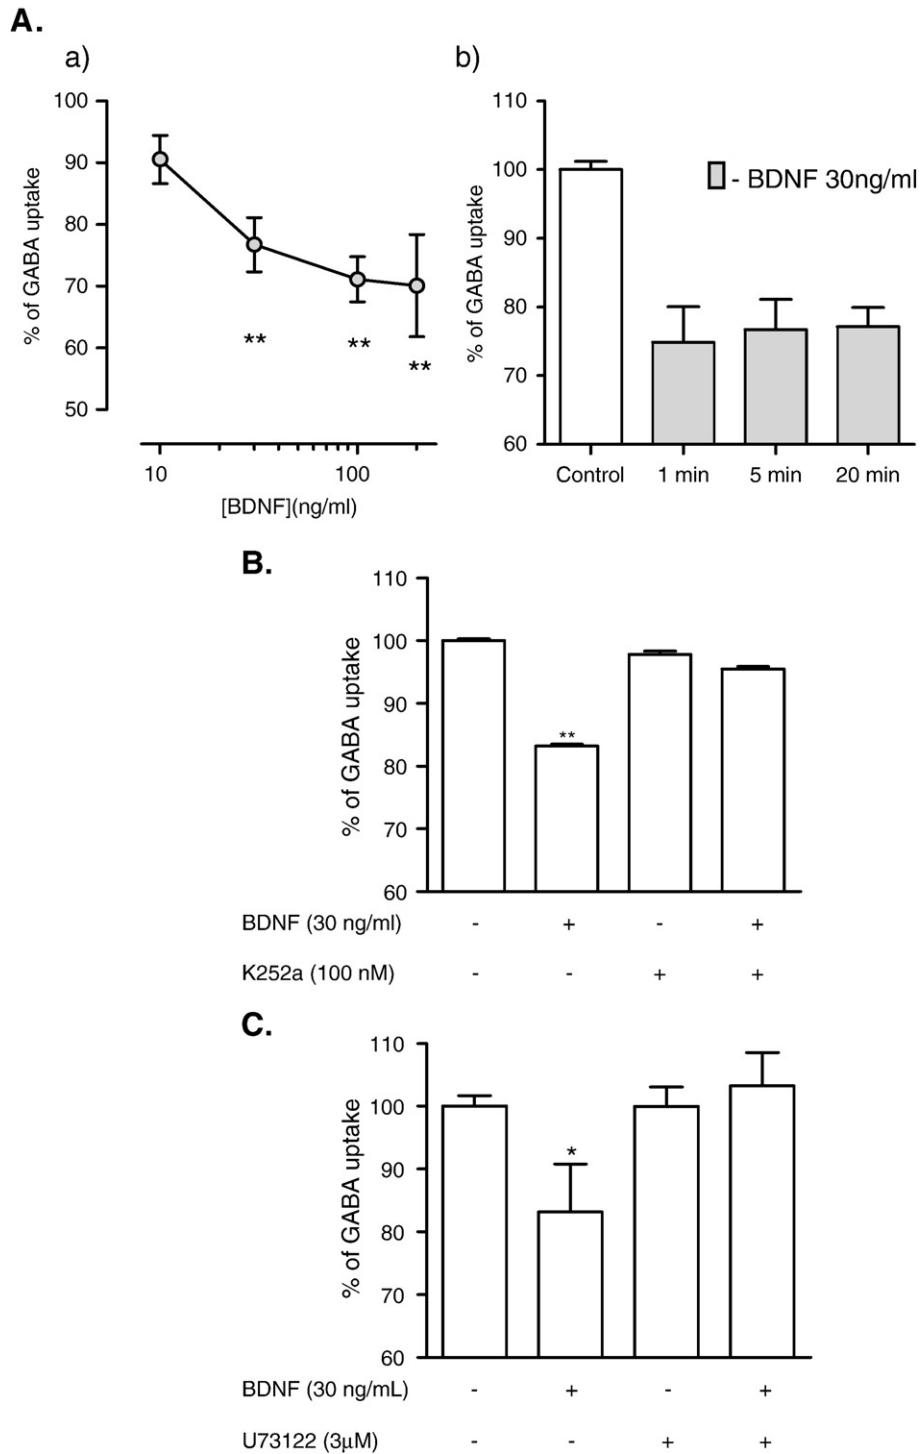 A.
a)
100
90
80
70
60
50
% of GABA uptake
**
**
**
10
100
[BDNF](ng/ml)
b)
110
100
90
80
70
60
% of GABA uptake
- BDNF 30ng/ml
Control 1 min 5 min 20 min
B.
110
100
90
80
70
60
% of GABA uptake
**
BDNF (30 ng/ml) - + - +
K252a (100 nM) - - + +
C.
110
100
90
80
70
60
% of GABA uptake
*
BDNF (30 ng/mL) - + - +
U73122 (3µM) - - + +